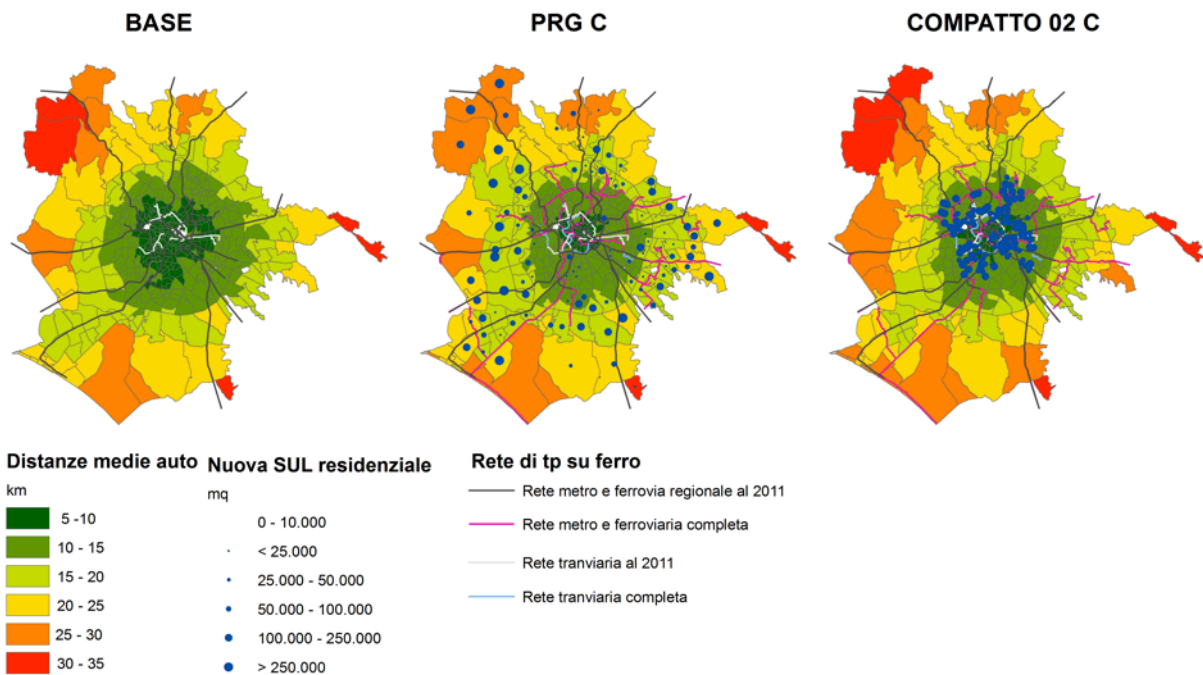 BASE
PRG C
COMPATTO 02 C
Distanze medie auto
km
5 -10
10 - 15
15 - 20
20 - 25
25 - 30
30 - 35
Nuova SUL residenziale
mq
0 - 10.000
< 25.000
25.000 - 50.000
50.000 - 100.000
100.000 - 250.000
> 250.000
Rete di tp su ferro
Rete metro e ferrovia regionale al 2011
Rete metro e ferroviaria completa
Rete tranviaria al 2011
Rete tranviaria completa